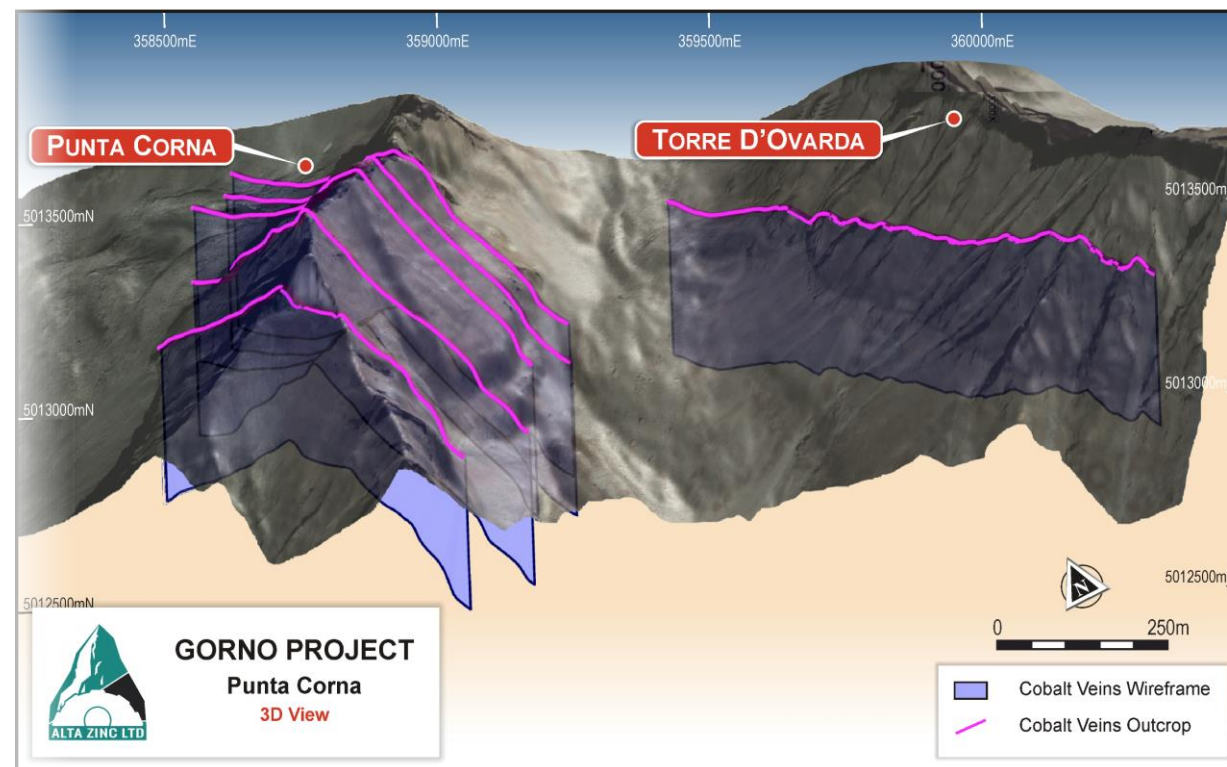 358500mE
359000mE
359500mE
360000mE
PUNTA CORNA
TORRE D'OVARDA
5013500mN
5013500m
5013000mN
5013000m
5012500mN
5012500m
N
0 250m
GORNO PROJECT
Punta Corna
3D View
ALTA ZINC LTD
Cobalt Veins Wireframe
Cobalt Veins Outcrop